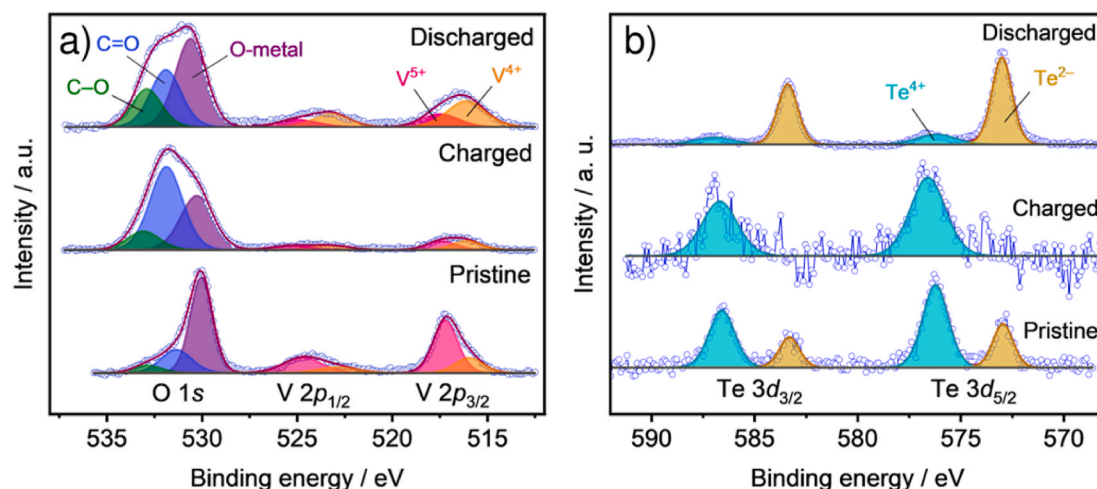 a)
Discharged
C=O
O-metal
C–O
V5+
V4+
Charged
Pristine
O 1s
V 2p1/2
V 2p3/2
535
530
525
520
515
Binding energy / eV
Intensity / a.u.
b)
Discharged
Te4+
Te2–
Charged
Pristine
Te 3d3/2
Te 3d5/2
590
585
580
575
570
Binding energy / eV
Intensity / a. u.